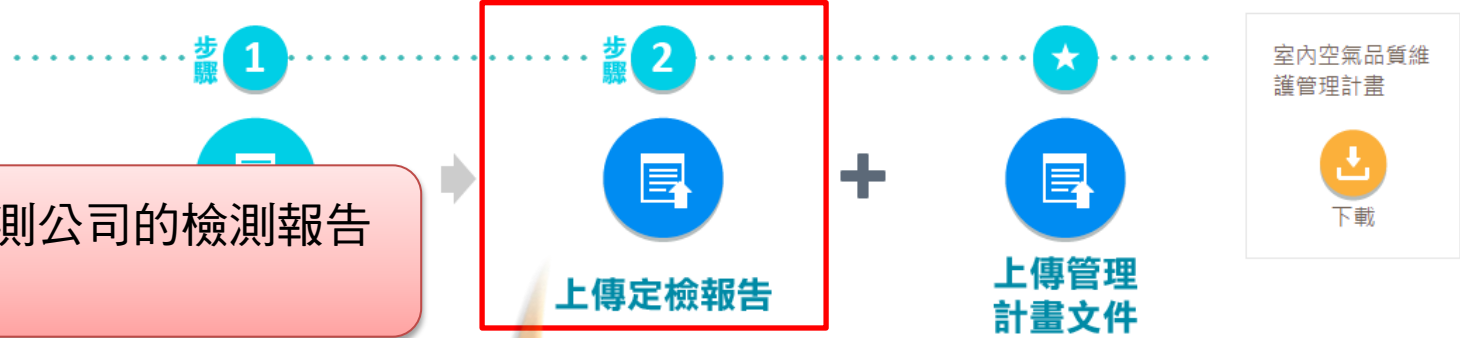 步驟 1
步驟 2
室內空氣品質維
護管理計畫
下載
測公司的檢測報告
上傳定檢報告
上傳管理
計畫文件